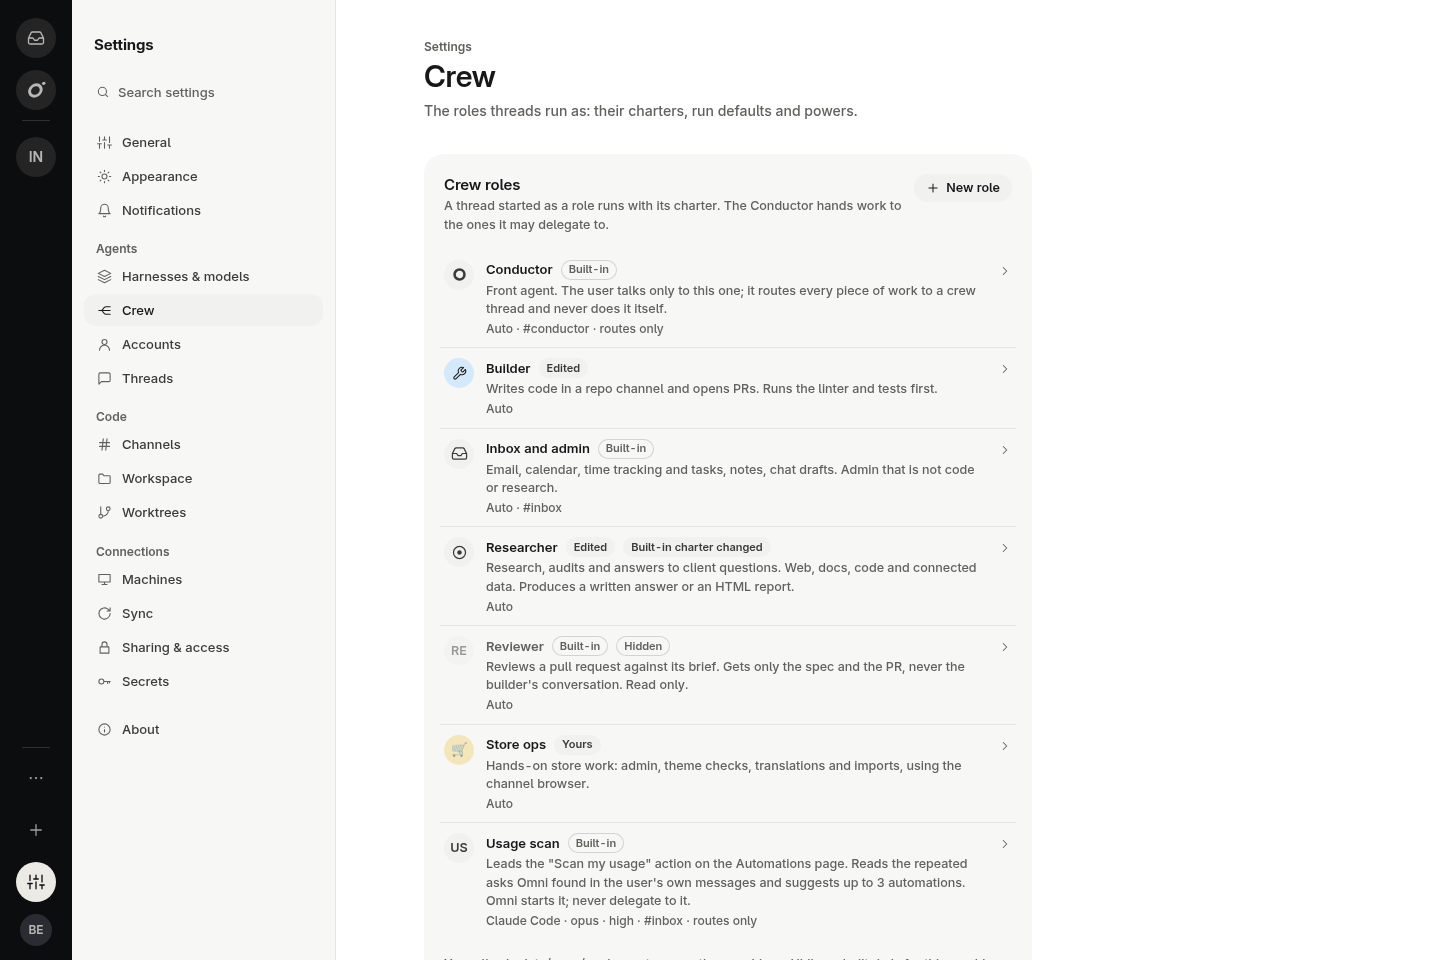 Settings
Search settings
General
Appearance
Notifications
Agents
Harnesses & models
Crew
Accounts
Threads
Code
Channels
Workspace
Worktrees
Connections
Machines
Sync
Sharing & access
Secrets
About
IN
BE
Settings
Crew
The roles threads run as: their charters, run defaults and powers.
Crew roles
New role
A thread started as a role runs with its charter. The Conductor hands work to
the ones it may delegate to.
Conductor Built-in
Front agent. The user talks only to this one; it routes every piece of work to a crew
thread and never does it itself.
Auto · #conductor · routes only
Builder Edited
Writes code in a repo channel and opens PRs. Runs the linter and tests first.
Auto
Inbox and admin Built-in
Email, calendar, time tracking and tasks, notes, chat drafts. Admin that is not code
or research.
Auto · #inbox
Researcher Edited Built-in charter changed
Research, audits and answers to client questions. Web, docs, code and connected
data. Produces a written answer or an HTML report.
Auto
RE
Reviewer Built-in Hidden
Reviews a pull request against its brief. Gets only the spec and the PR, never the
builder's conversation. Read only.
Auto
Store ops Yours
Hands-on store work: admin, theme checks, translations and imports, using the
channel browser.
Auto
US
Usage scan Built-in
Leads the "Scan my usage" action on the Automations page. Reads the repeated
asks Omni found in the user's own messages and suggests up to 3 automations.
Omni starts it; never delegate to it.
Claude Code · opus · high · #inbox · routes only